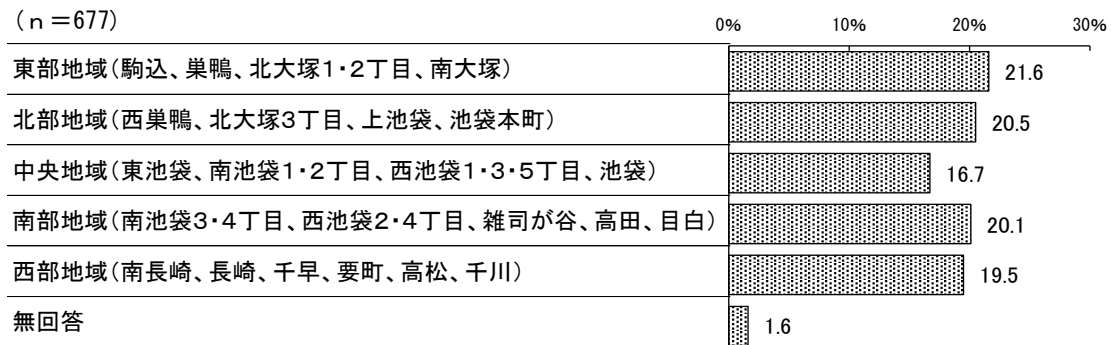 （ｎ＝677）
0% 10% 20% 30%
東部地域（駒込、巣鴨、北大塚１・２丁目、南大塚） 21.6
北部地域（西巣鴨、北大塚３丁目、上池袋、池袋本町） 20.5
中央地域（東池袋、南池袋１・２丁目、西池袋１・３・５丁目、池袋） 16.7
南部地域（南池袋３・４丁目、西池袋２・４丁目、雑司が谷、高田、目白） 20.1
西部地域（南長崎、長崎、千早、要町、高松、千川） 19.5
無回答 1.6